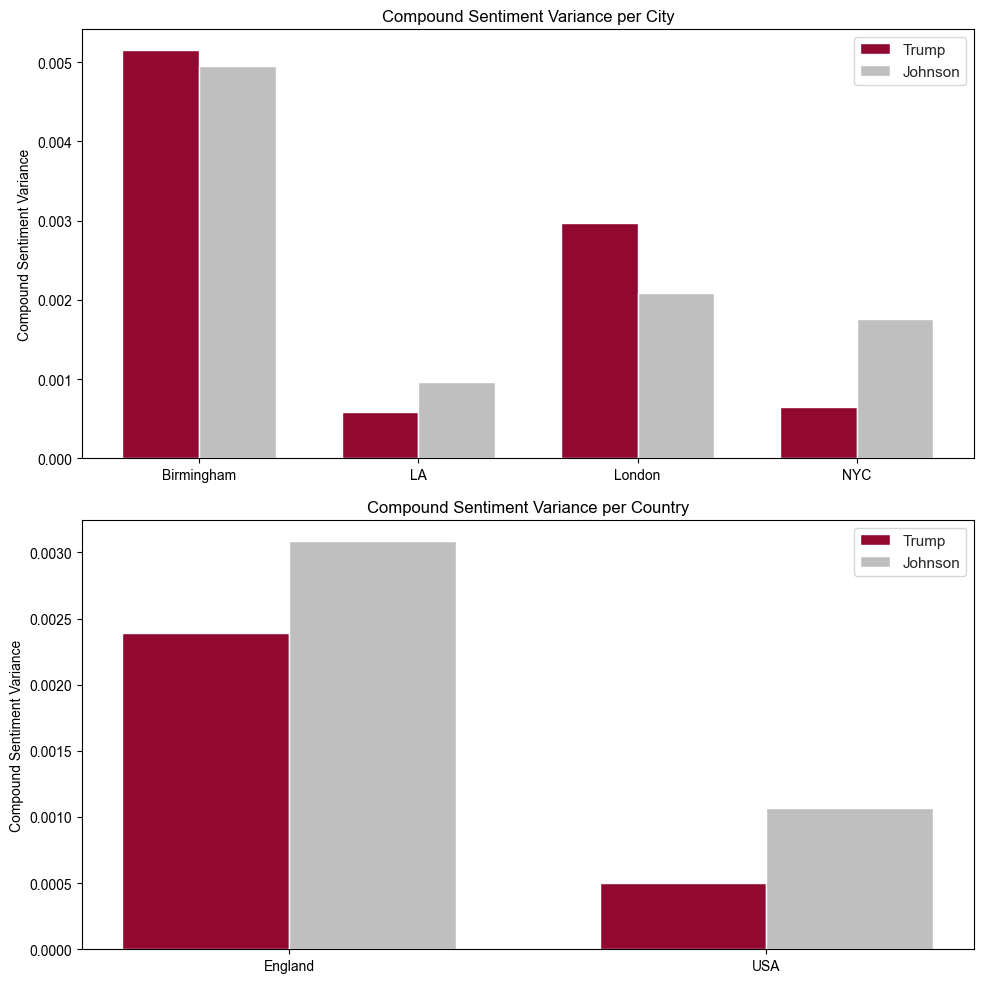 Compound Sentiment Variance per City
Trump
Johnson
Compound Sentiment Variance
0.005
0.004
0.003
0.002
0.001
0.000
Birmingham
LA
London
NYC
Compound Sentiment Variance per Country
Trump
Johnson
Compound Sentiment Variance
0.0030
0.0025
0.0020
0.0015
0.0010
0.0005
0.0000
England
USA